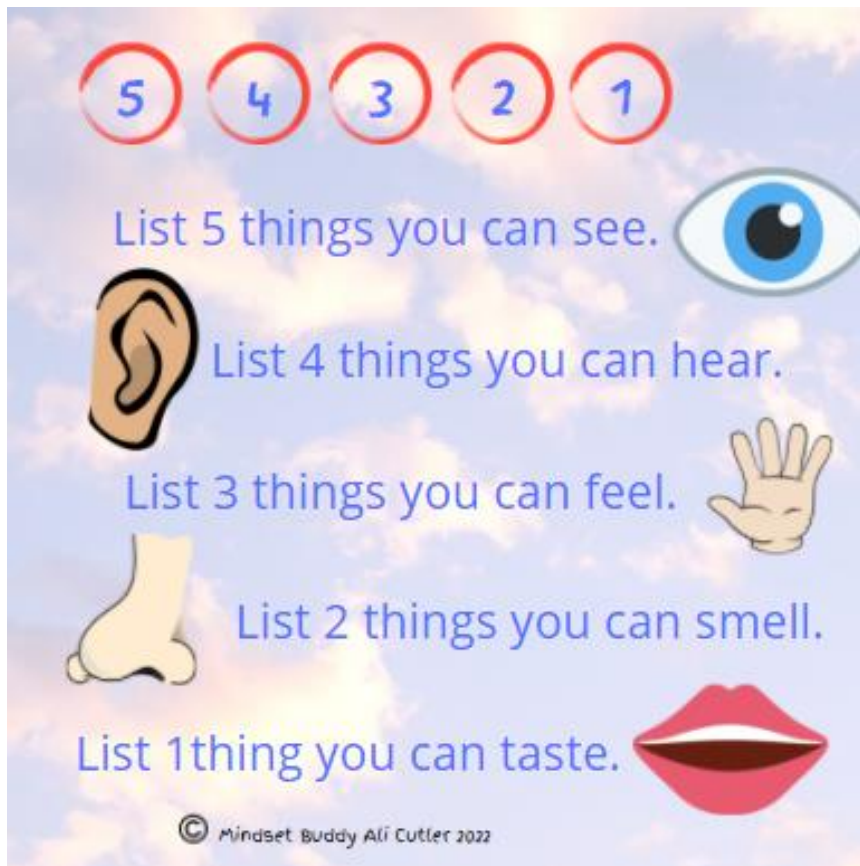 5 4 3 2 1
List 5 things you can see.
List 4 things you can hear.
List 3 things you can feel.
List 2 things you can smell.
List 1thing you can taste.
© Mindset Buddy Ali Cutler 2022